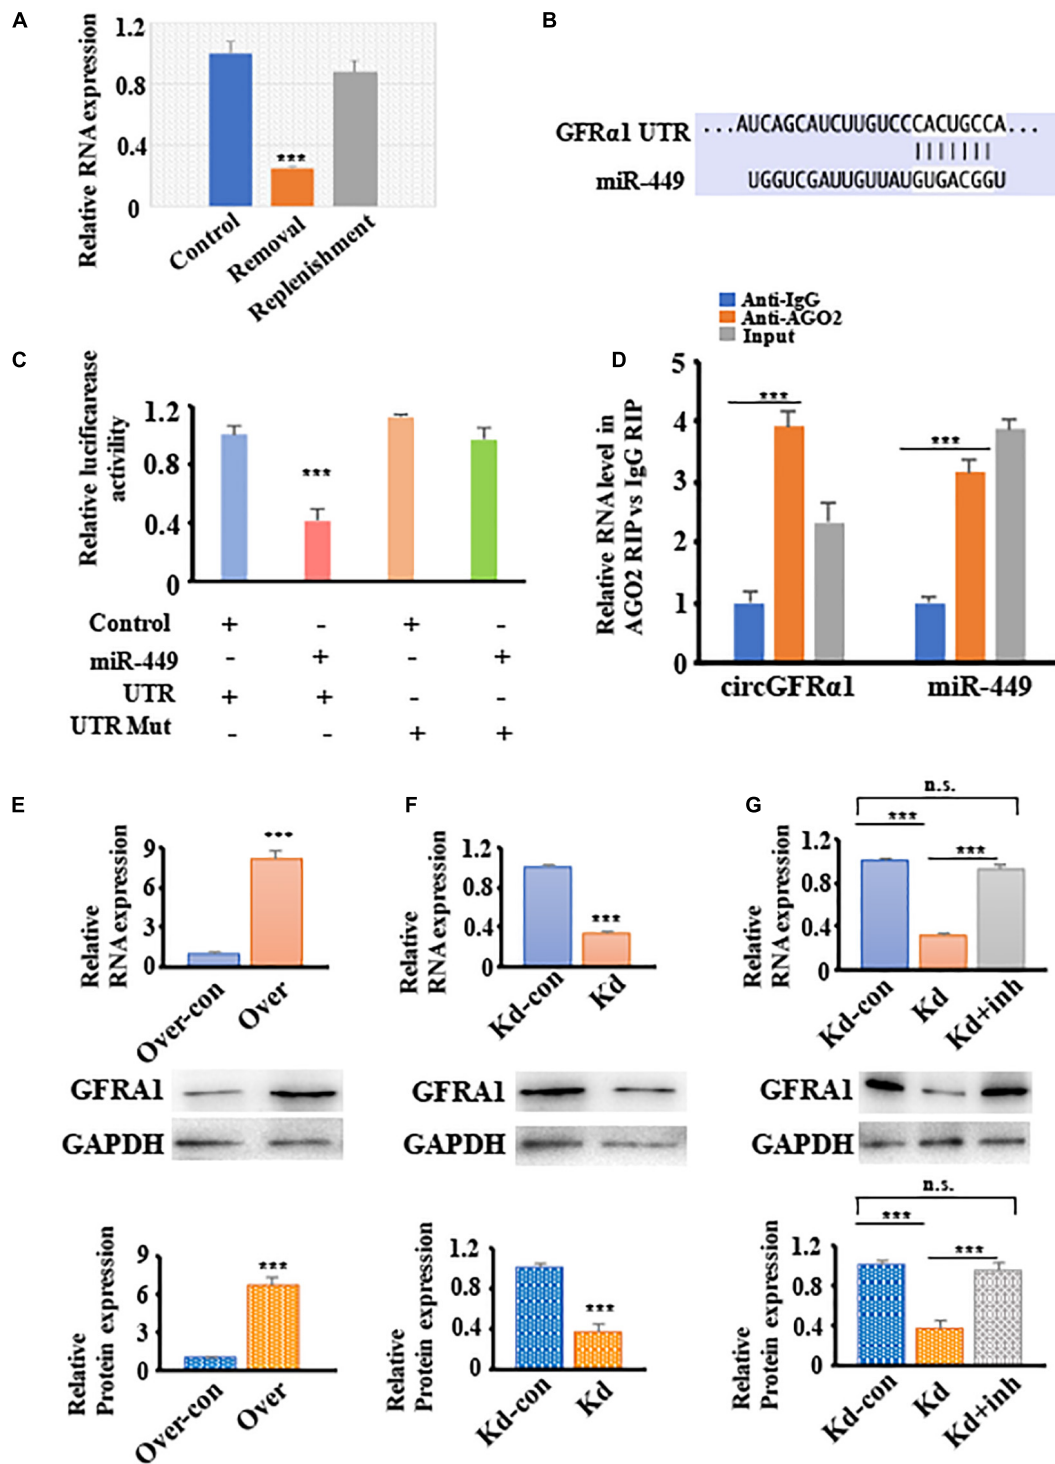 A
Relative RNA expression
1.2
0.8
0.4
0
***
Control
Removal
Replenishment
B
GFRα1 UTR
...AUCAGCAUCUUGUCCCACUGCCA...
miR-449
UGGUCGAUUGUUAUGUGACGGU
C
Relative lucificarease
activility
1.2
0.8
0.4
0
***
Control + - + -
miR-449 - + - +
UTR + + - -
UTR Mut - - + +
Anti-IgG
Anti-AGO2
Input
D
Relative RNA level in
AGO2 RIP vs IgG RIP
5
4
3
2
1
0
***
***
circGFRα1
miR-449
E
Relative
RNA expression
9
6
3
0
***
Over-con
Over
GFRA1
GAPDH
Relative
Protein expression
9
6
3
0
***
Over-con
Over
F
Relative
RNA expression
1.2
0.8
0.4
0
***
Kd-con
Kd
GFRA1
GAPDH
Relative
Protein expression
1.2
0.8
0.4
0
***
Kd-con
Kd
G
n.s.
***
***
Relative
RNA expression
1.2
0.8
0.4
0
Kd-con
Kd
Kd+inh
GFRA1
GAPDH
n.s.
***
***
Relative
Protein expression
1.2
0.8
0.4
0
Kd-con
Kd
Kd+inh